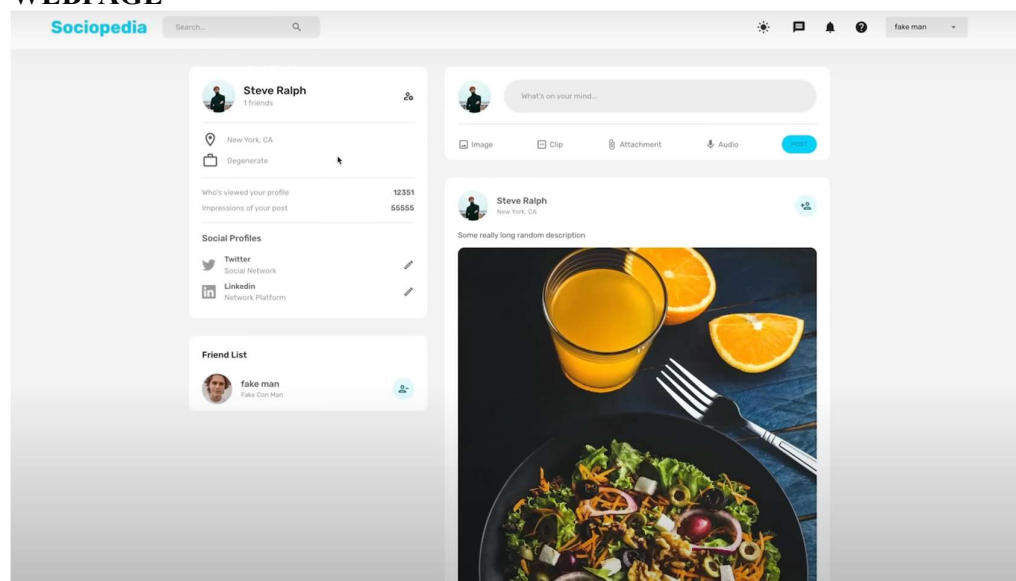 WEBPAGE
Sociopedia
Search...
fake man
Steve Ralph
1 friends
New York, CA
Degenerate
Who's viewed your profile 12351
Impressions of your post 55555
Social Profiles
Twitter
Social Network
Linkedin
Network Platform
Friend List
fake man
Fake Con Man
What's on your mind...
Image Clip Attachment Audio POST
Steve Ralph
New York, CA
Some really long random description